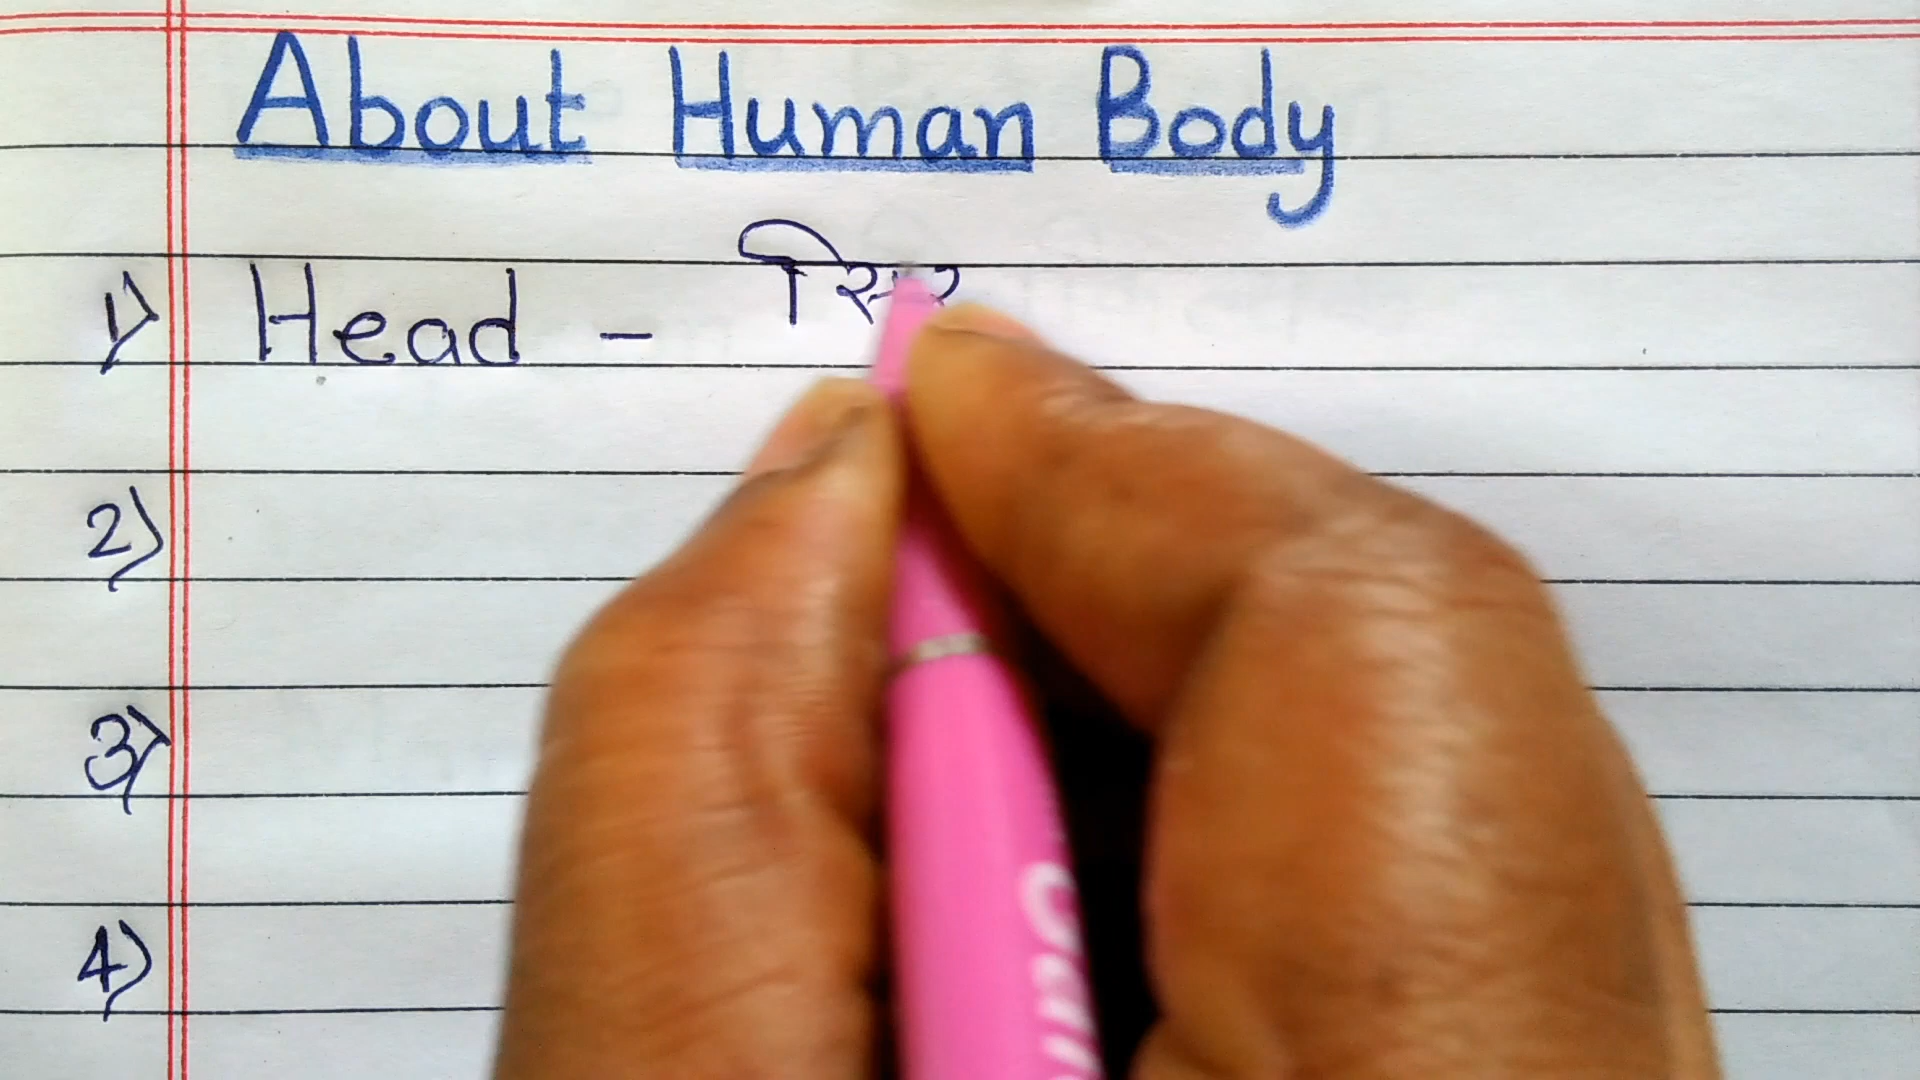 About Human Body
1) Head - सिर
2)
3)
4)